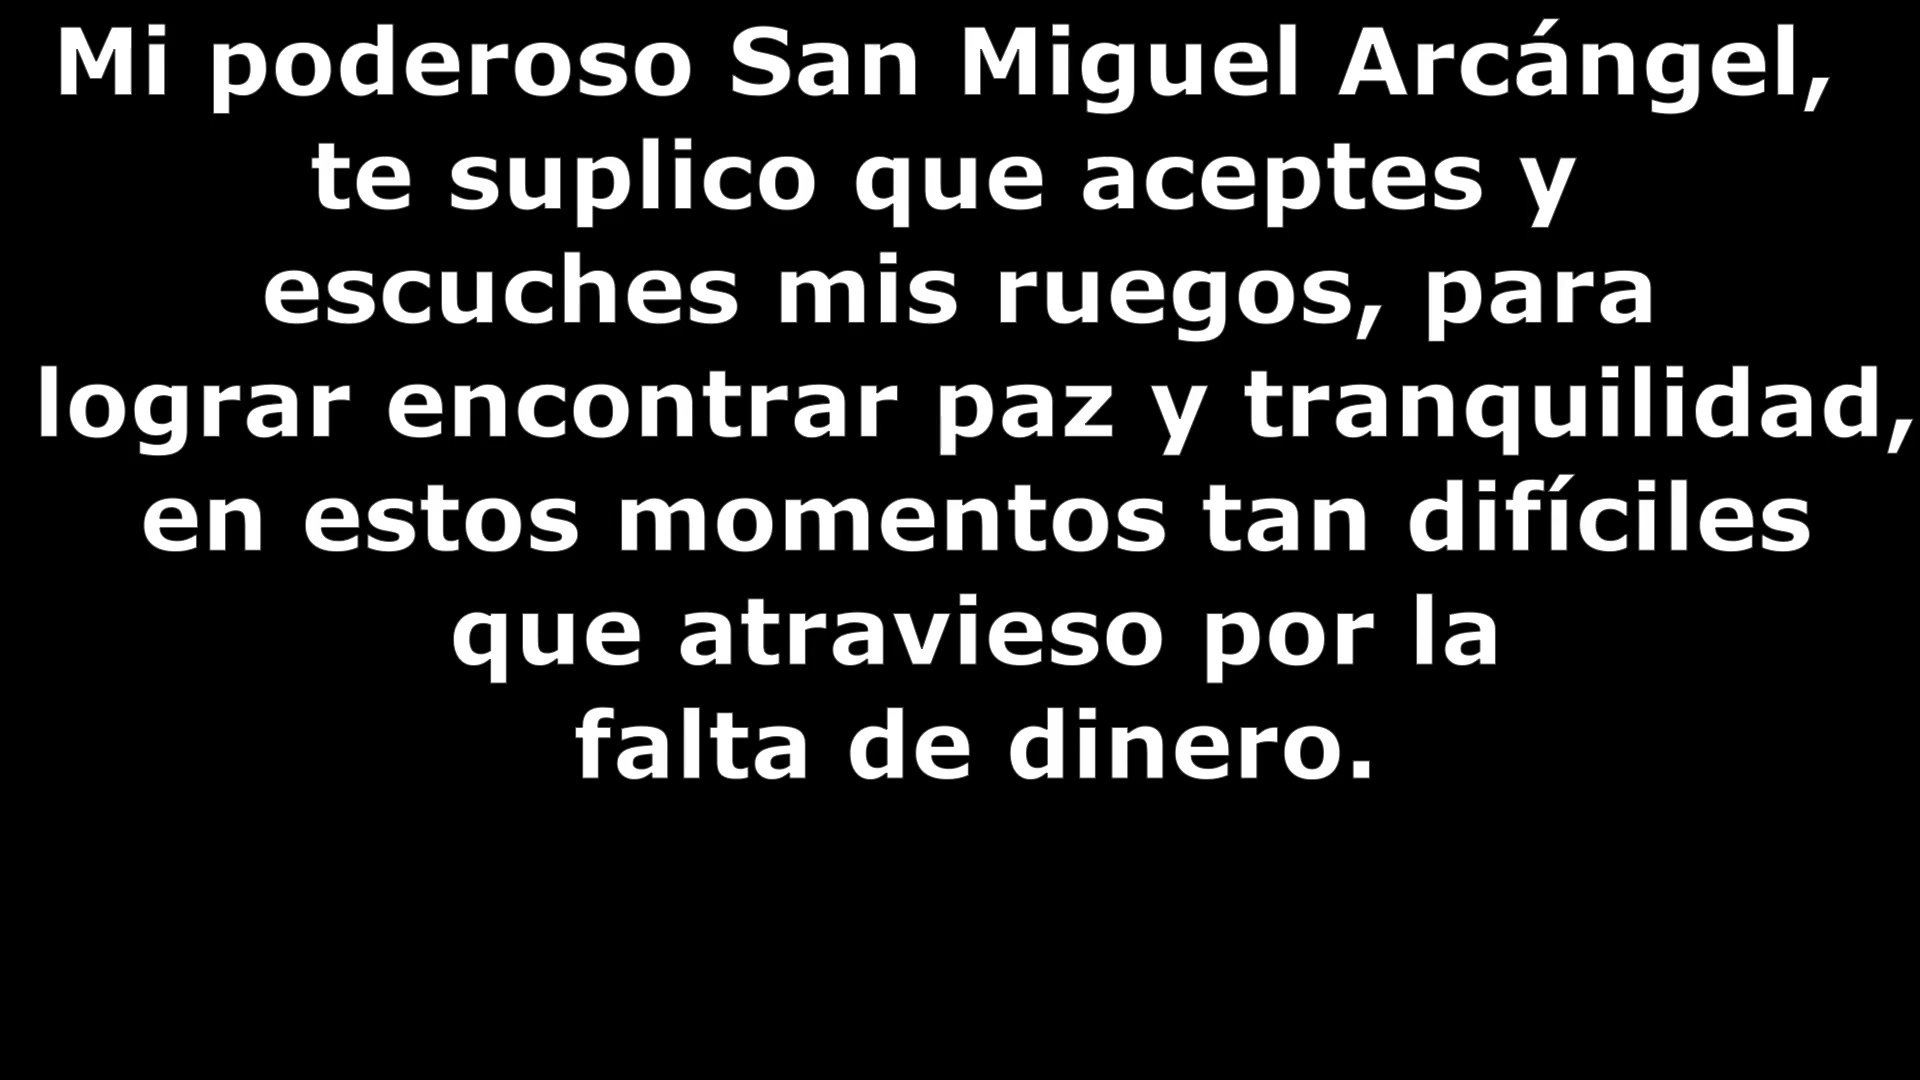 Mi poderoso San Miguel Arcángel,
te suplico que aceptes y
escuches mis ruegos, para
lograr encontrar paz y tranquilidad,
en estos momentos tan difíciles
que atravieso por la
falta de dinero.